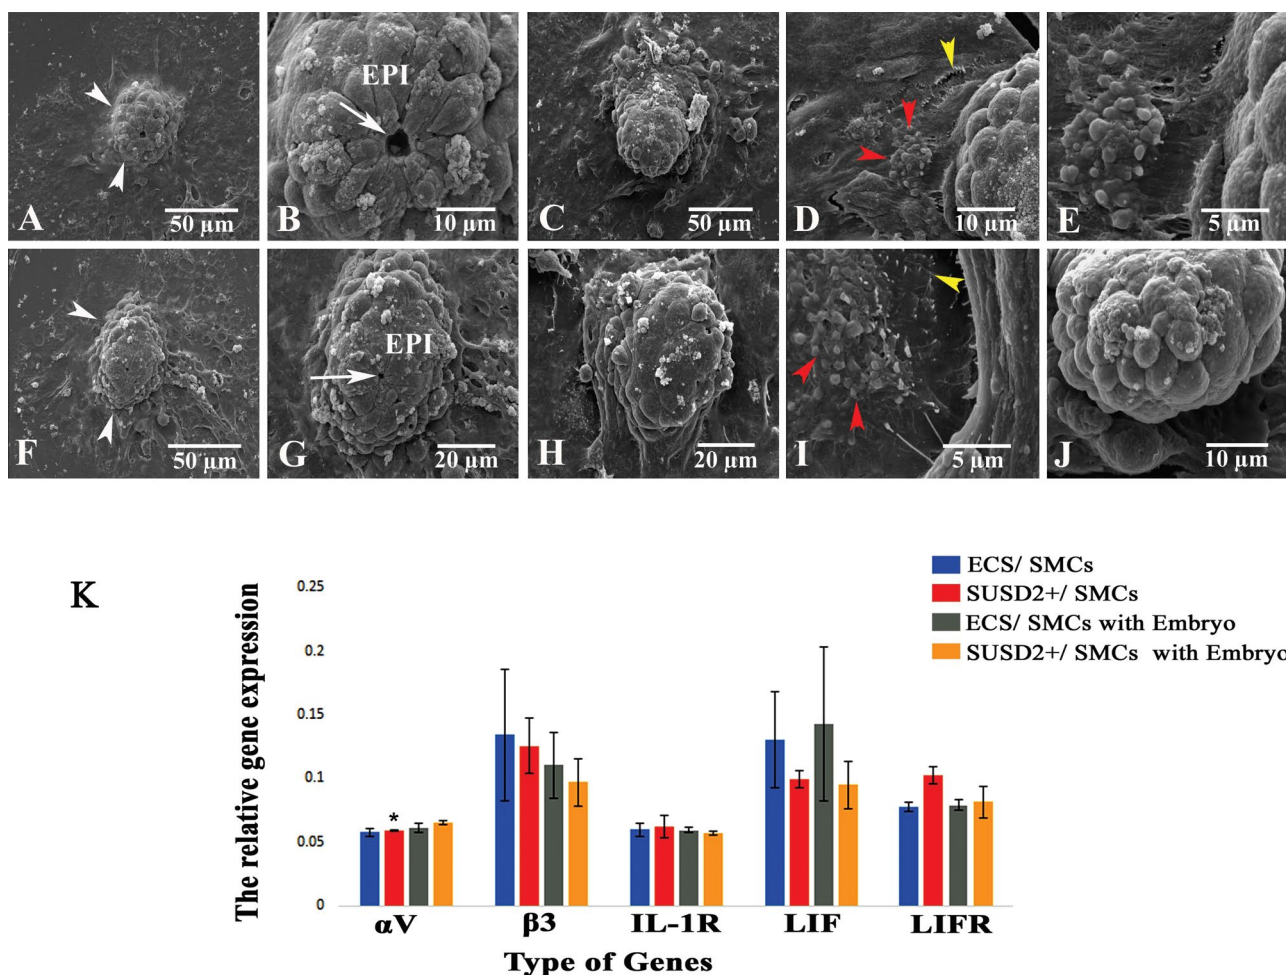 EPI
A
50 µm
B
10 µm
C
50 µm
D
10 µm
E
5 µm
EPI
F
50 µm
G
20 µm
H
20 µm
I
5 µm
J
10 µm
K
ECS/ SMCs
SUSD2+/ SMCs
ECS/ SMCs with Embryo
SUSD2+/ SMCs with Embryo
The relative gene expression
0.25
0.2
0.15
0.1
0.05
0
*
αV
β3
IL-1R
LIF
LIFR
Type of Genes